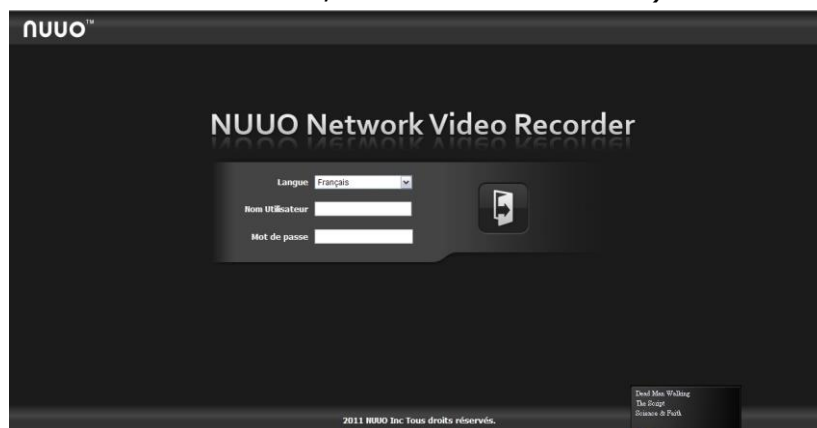 nuuo™
NUUO Network Video Recorder
Langue Français
Nom Utilisateur
Mot de passe
Dead Man Walking
The Script
Science & Faith
2011 NUUO Inc Tous droits réservés.